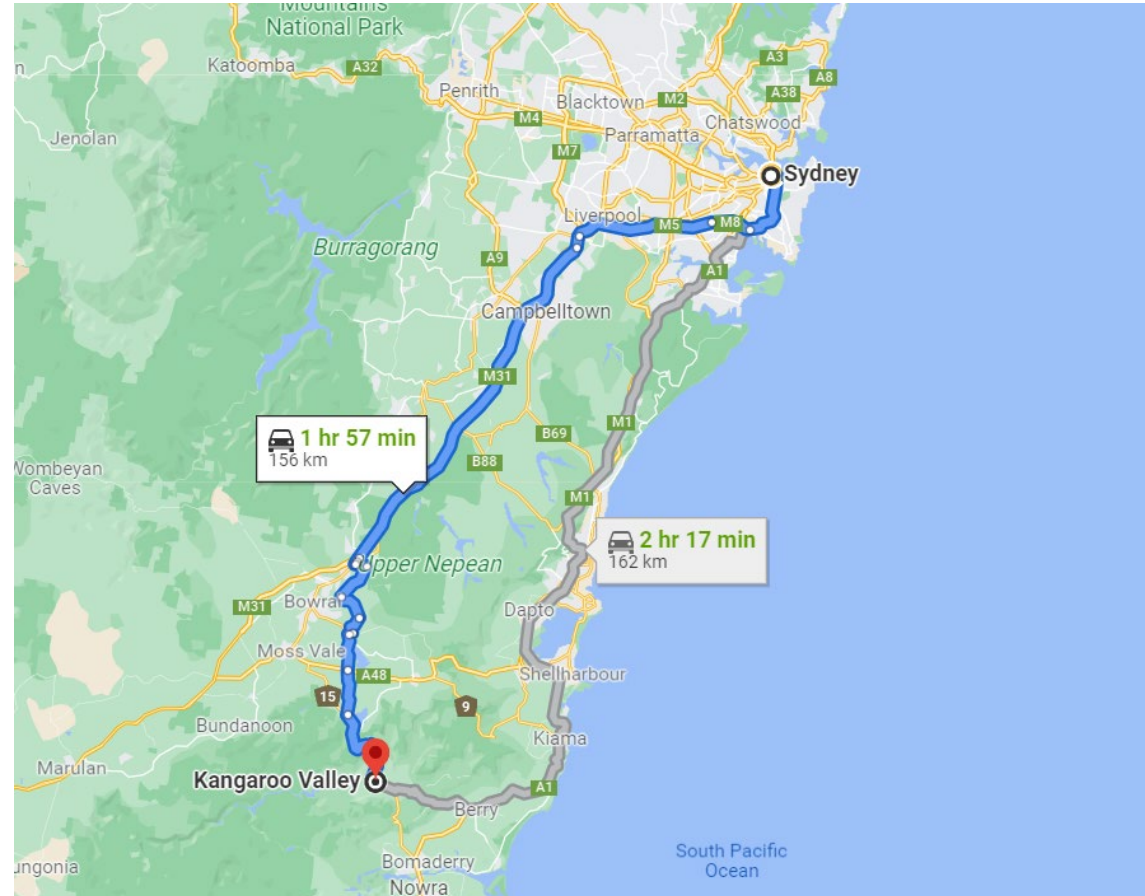 Mountains
National Park
Katoomba
A32
Penrith
A3
A8
Blacktown
M2
A38
Chatswood
M4
Parramatta
Jenolan
M7
Sydney
Liverpool
M5
M8
Burragorang
A9
A1
Campbelltown
M31
1 hr 57 min
156 km
M1
B69
B88
Wombeyan
Caves
M1
2 hr 17 min
162 km
Upper Nepean
Bowral
M31
Dapto
Moss Vale
A48
Shellharbour
15
9
Bundanoon
Kiama
Marulan
Kangaroo Valley
A1
Berry
South Pacific
Ocean
Bomaderry
ungonia
Nowra